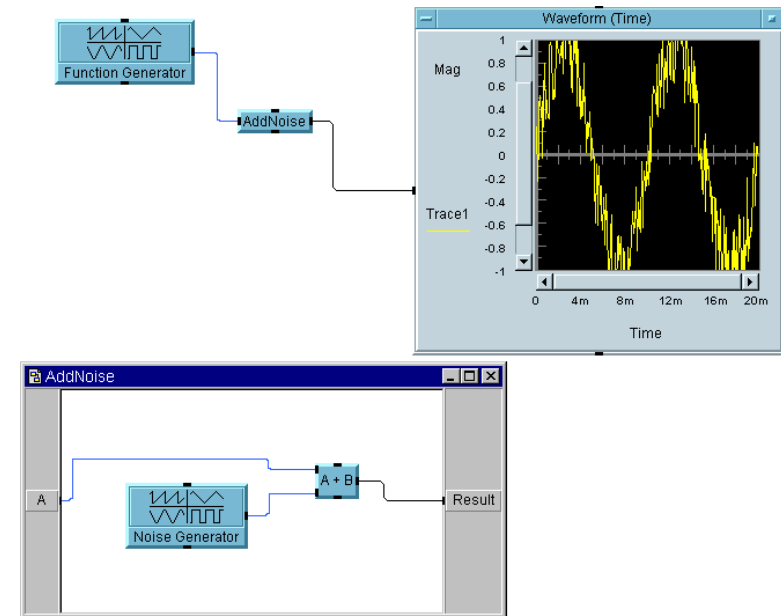 Function Generator
AddNoise
Waveform (Time)
Mag
Trace1
1
0.8
0.6
0.4
0.2
0
-0.2
-0.4
-0.6
-0.8
-1
0 4m 8m 12m 16m 20m
Time
AddNoise
A
Noise Generator
A + B
Result